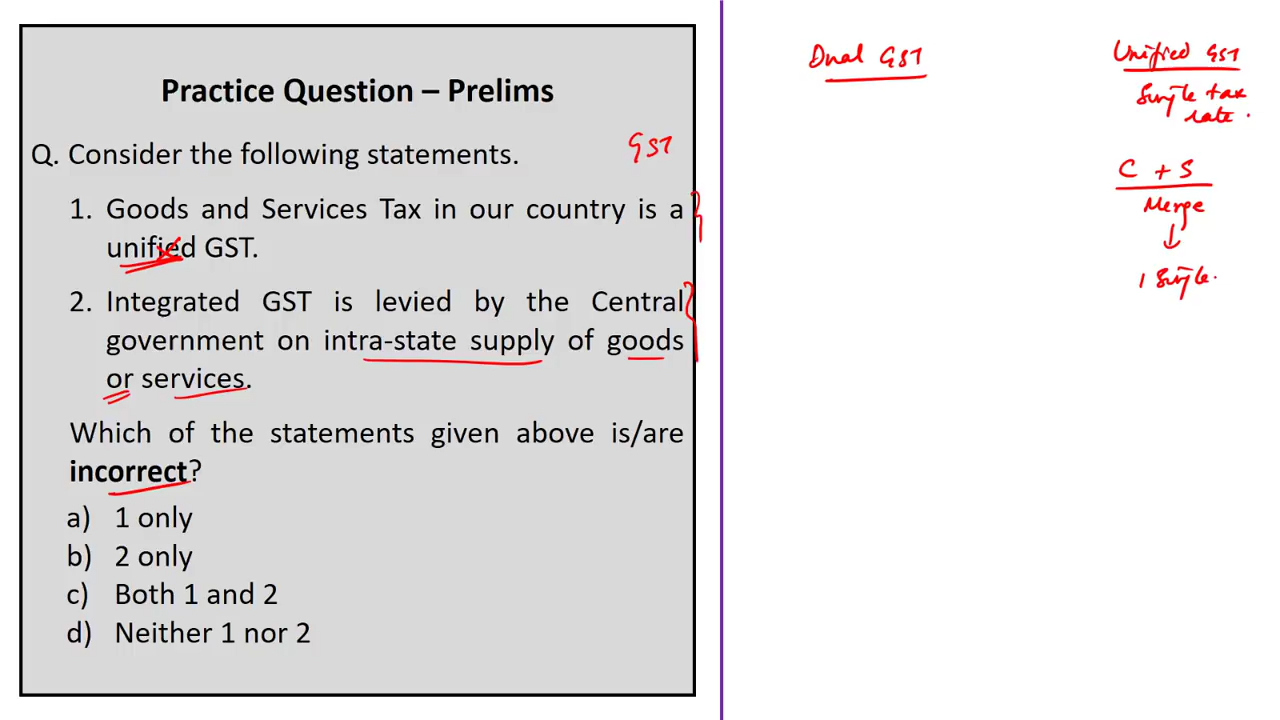 Practice Question – Prelims
Q. Consider the following statements.
GST
1. Goods and Services Tax in our country is a
unified GST.
2. Integrated GST is levied by the Central
government on intra-state supply of goods
or services.
Which of the statements given above is/are
incorrect?
a) 1 only
b) 2 only
c) Both 1 and 2
d) Neither 1 nor 2
Dual GST
Unified GST
Single tax
rate.
C + S
Merge
↓
1 Single.